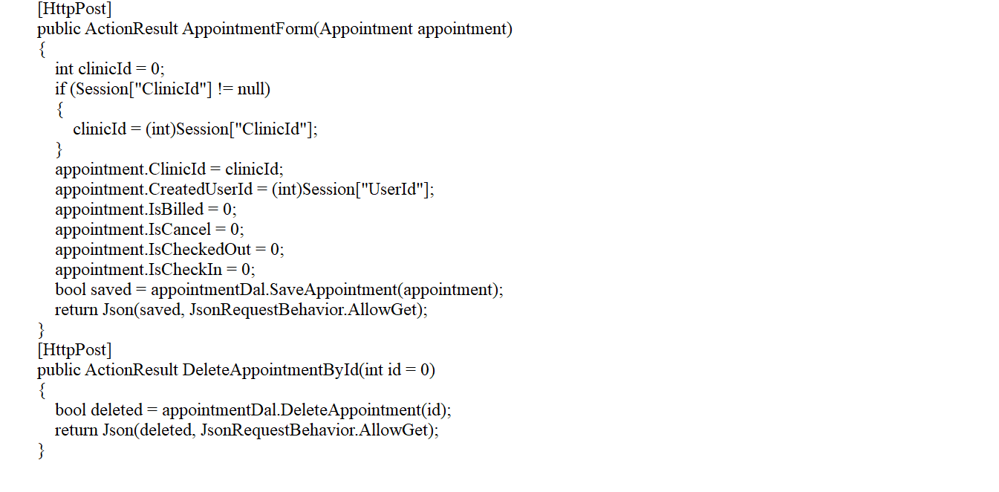 [HttpPost]
public ActionResult AppointmentForm(Appointment appointment)
{
int clinicId = 0;
if (Session["ClinicId"] != null)
{
clinicId = (int)Session["ClinicId"];
}
appointment.ClinicId = clinicId;
appointment.CreatedUserId = (int)Session["UserId"];
appointment.IsBilled = 0;
appointment.IsCancel = 0;
appointment.IsCheckedOut = 0;
appointment.IsCheckIn = 0;
bool saved = appointmentDal.SaveAppointment(appointment);
return Json(saved, JsonRequestBehavior.AllowGet);
}
[HttpPost]
public ActionResult DeleteAppointmentById(int id = 0)
{
bool deleted = appointmentDal.DeleteAppointment(id);
return Json(deleted, JsonRequestBehavior.AllowGet);
}